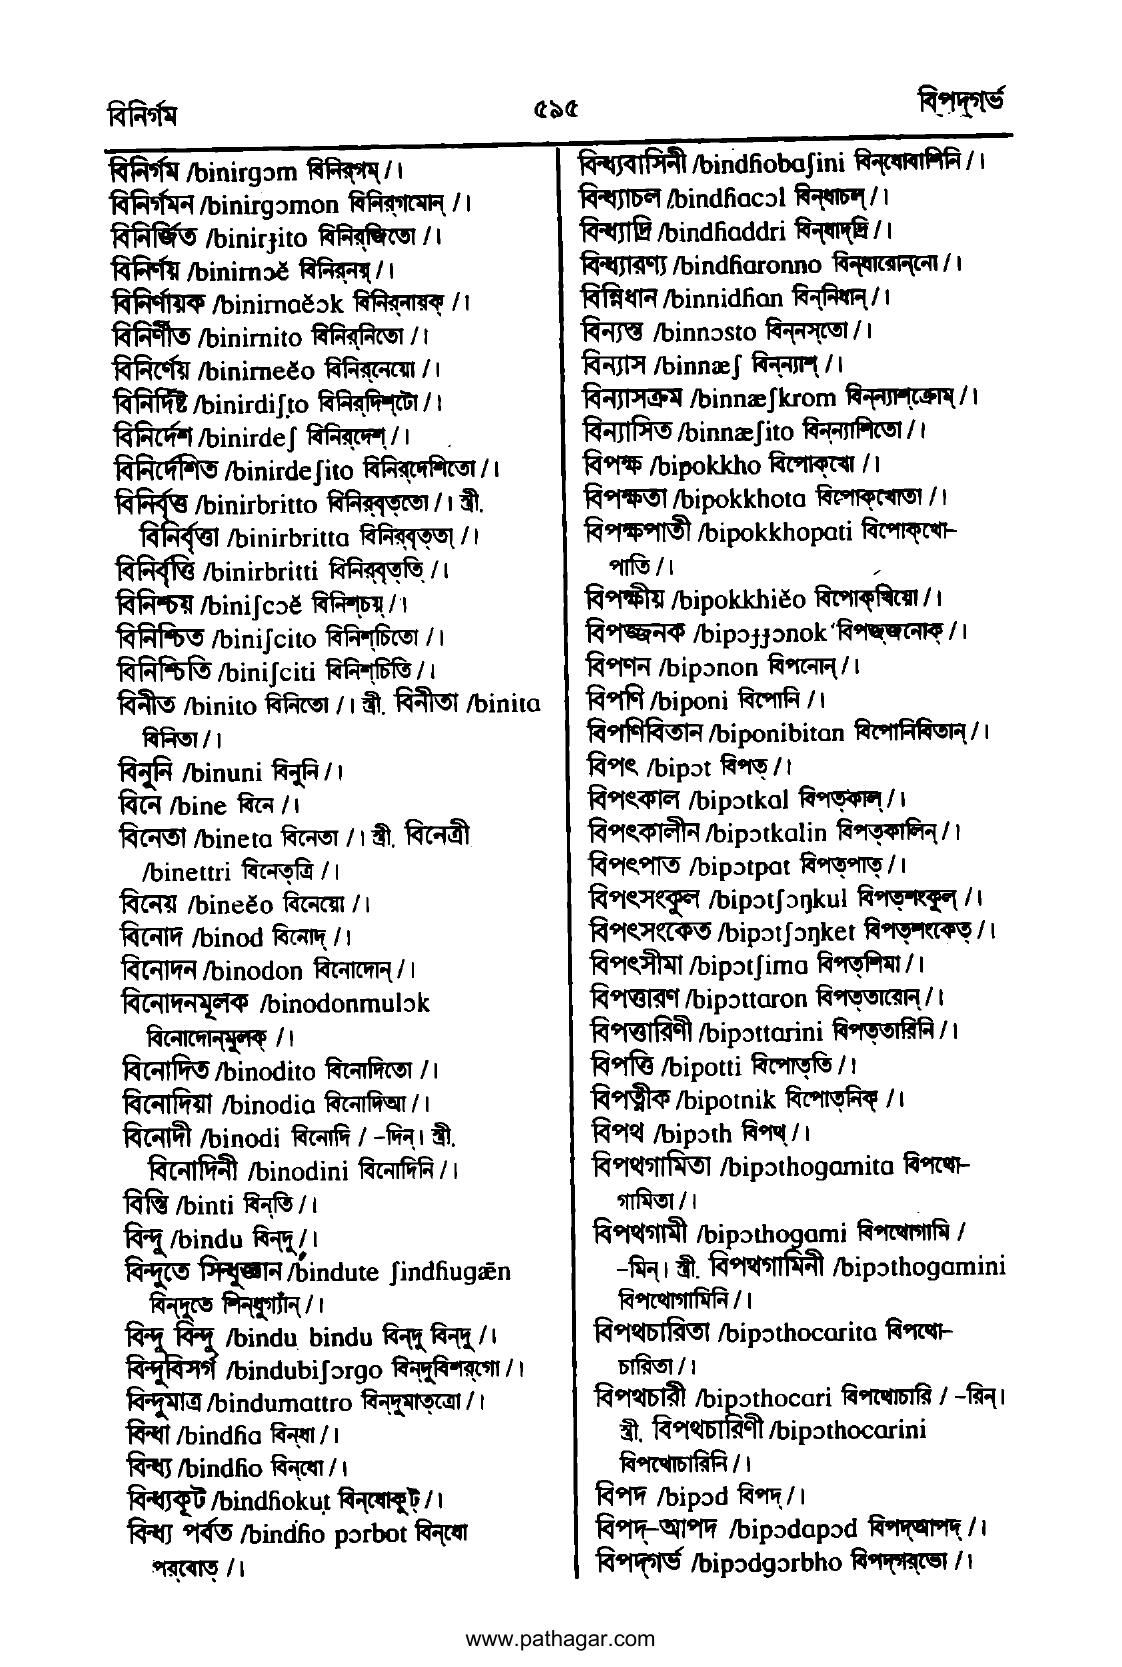 বিনির্গম
৫৯৫
বিপদ্‌গর্ভ
বিনির্গম /binirgɔm বিনির্‌গম্ /।
বিনির্গমন /binirgɔmon বিনির্‌গমোন্ /।
বিনির্জিত /binirɟito বিনির্‌জিতো /।
বিনির্ণয় /binirnɔĕ বিনির্‌নয়্ /।
বিনির্ণায়ক /binirnaĕɔk বিনির্‌নায়ক্ /।
বিনির্ণীত /binirnito বিনির্‌নিতো /।
বিনির্ণেয় /binirneĕo বিনির্‌নেয়ো /।
বিনির্দিষ্ট /binirdiʃṭo বিনির্‌দিশ্‌টো /।
বিনির্দেশ /binirdeʃ বিনির্‌দেশ্ /।
বিনির্দেশিত /binirdeʃito বিনির্‌দেশিতো /।
বিনির্বৃত্ত /binirbritto বিনির্‌বৃত্‌তো /। স্ত্রী.
বিনির্বৃত্তা /binirbritta বিনির্‌বৃত্‌তা /।
বিনির্বৃত্তি /binirbritti বিনির্‌বৃত্‌তি /।
বিনিশ্চয় /biniʃcɔĕ বিনিশ্‌চয়্ /।
বিনিশ্চিত /biniʃcito বিনিশ্‌চিতো /।
বিনিশ্চিতি /biniʃciti বিনিশ্‌চিতি /।
বিনীত /binito বিনিতো /। স্ত্রী. বিনীতা /binita
বিনিতা /।
বিনুনি /binuni বিনুনি /।
বিনে /bine বিনে /।
বিনেতা /bineta বিনেতা /। স্ত্রী. বিনেত্রী
/binettri বিনেত্‌ত্রি /।
বিনেয় /bineĕo বিনেয়ো /।
বিনোদ /binod বিনোদ্ /।
বিনোদন /binodon বিনোদোন্ /।
বিনোদনমূলক /binodonmulɔk
বিনোদোন্‌মূলক্ /।
বিনোদিত /binodito বিনোদিতো /।
বিনোদিয়া /binodia বিনোদিআ /।
বিনোদী /binodi বিনোদি / -দিন্। স্ত্রী.
বিনোদিনী /binodini বিনোদিনি /।
বিন্তি /binti বিন্‌তি /।
বিন্দু /bindu বিন্‌দু /।
বিন্দুতে সিন্ধুজ্ঞান /bindute ʃindɦiugæ̃n
বিন্‌দুতে শিন্‌ধুগ্যাঁন্ /।
বিন্দু বিন্দু /bindu bindu বিন্‌দু বিন্‌দু /।
বিন্দুবিসর্গ /bindubiʃɔrgo বিন্‌দুবিশর্‌গো /।
বিন্দুমাত্র /bindumattro বিন্‌দুমাত্‌ত্রো /।
বিন্ধা /bindɦa বিন্‌ধা /।
বিন্ধ্য /bindɦo বিন্‌ধো /।
বিন্ধ্যকূট /bindɦokuṭ বিন্‌ধোকূট্ /।
বিন্ধ্য পর্বত /bindɦo pɔrbot বিন্‌ধো
পর্‌বোত্ /।
বিন্ধ্যবাসিনী /bindɦobaʃini বিন্‌ধোবাশিনি /।
বিন্ধ্যাচল /bindɦacɔl বিন্‌ধাচল্ /।
বিন্ধ্যাদ্রি /bindɦaddri বিন্‌ধাদ্‌দ্রি /।
বিন্ধ্যারণ্য /bindɦaronno বিন্‌ধারোন্‌নো /।
বিন্নিধান /binnidɦan বিন্‌নিধান্ /।
বিন্যস্ত /binnɔsto বিন্‌নস্‌তো /।
বিন্যাস /binnæʃ বিন্‌ন্যাশ্ /।
বিন্যাসক্রম /binnæʃkrom বিন্‌ন্যাশ্‌ক্রোম্ /।
বিন্যাসিত /binnæʃito বিন্‌ন্যাশিতো /।
বিপক্ষ /bipokkho বিপোক্‌খো /।
বিপক্ষতা /bipokkhota বিপোক্‌খোতা /।
বিপক্ষপাতী /bipokkhopati বিপোক্‌খো-
পাতি /।
বিপক্ষীয় /bipokkhiĕo বিপোক্‌খিয়ো /।
বিপজ্জনক /bipɔɟɟɔnok বিপজ্‌জনোক্ /।
বিপণন /bipɔnon বিপনোন্ /।
বিপণি /biponi বিপোনি /।
বিপণিবিতান /biponibitan বিপোনিবিতান্ /।
বিপৎ /bipɔt বিপত্ /।
বিপৎকাল /bipɔtkal বিপত্‌কাল্ /।
বিপৎকালীন /bipɔtkalin বিপত্‌কালিন্ /।
বিপৎপাত /bipɔtpat বিপত্‌পাত্ /।
বিপৎসংকুল /bipɔtʃɔŋkul বিপত্‌শংকুল্ /।
বিপৎসংকেত /bipɔtʃɔŋket বিপত্‌শংকেত্ /।
বিপৎসীমা /bipɔtʃima বিপত্‌শিমা /।
বিপত্তারণ /bipɔttaron বিপত্‌তারোন্ /।
বিপত্তারিণী /bipɔttarini বিপত্‌তারিনি /।
বিপত্তি /bipotti বিপোত্‌তি /।
বিপত্নীক /bipotnik বিপোত্‌নিক্ /।
বিপথ /bipɔth বিপথ্ /।
বিপথগামিতা /bipɔthogamita বিপথো-
গামিতা /।
বিপথগামী /bipɔthogami বিপথোগামি /
-মিন্। স্ত্রী. বিপথগামিনী /bipɔthogamini
বিপথোগামিনি /।
বিপথচারিতা /bipɔthocarita বিপথো-
চারিতা /।
বিপথচারী /bipɔthocari বিপথোচারি / -রিন্।
স্ত্রী. বিপথচারিণী /bipɔthocarini
বিপথোচারিনি /।
বিপদ /bipɔd বিপদ্ /।
বিপদ্-আপদ /bipɔdapɔd বিপদ্‌আপদ্ /।
বিপদ্‌গর্ভ /bipɔdgɔrbho বিপদ্‌গর্‌ভো /।
www.pathagar.com